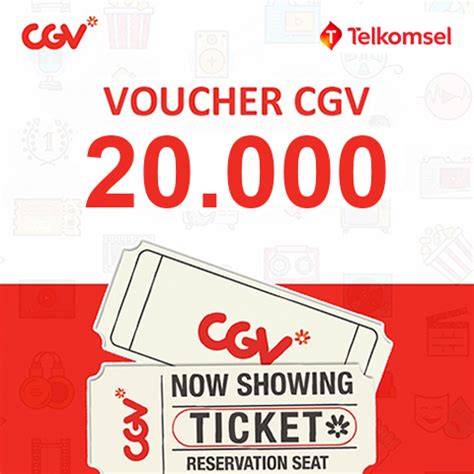 CGV
Telkomsel
VOUCHER CGV
20.000
CGV
CGV
NOW SHOWING
TICKET
RESERVATION SEAT